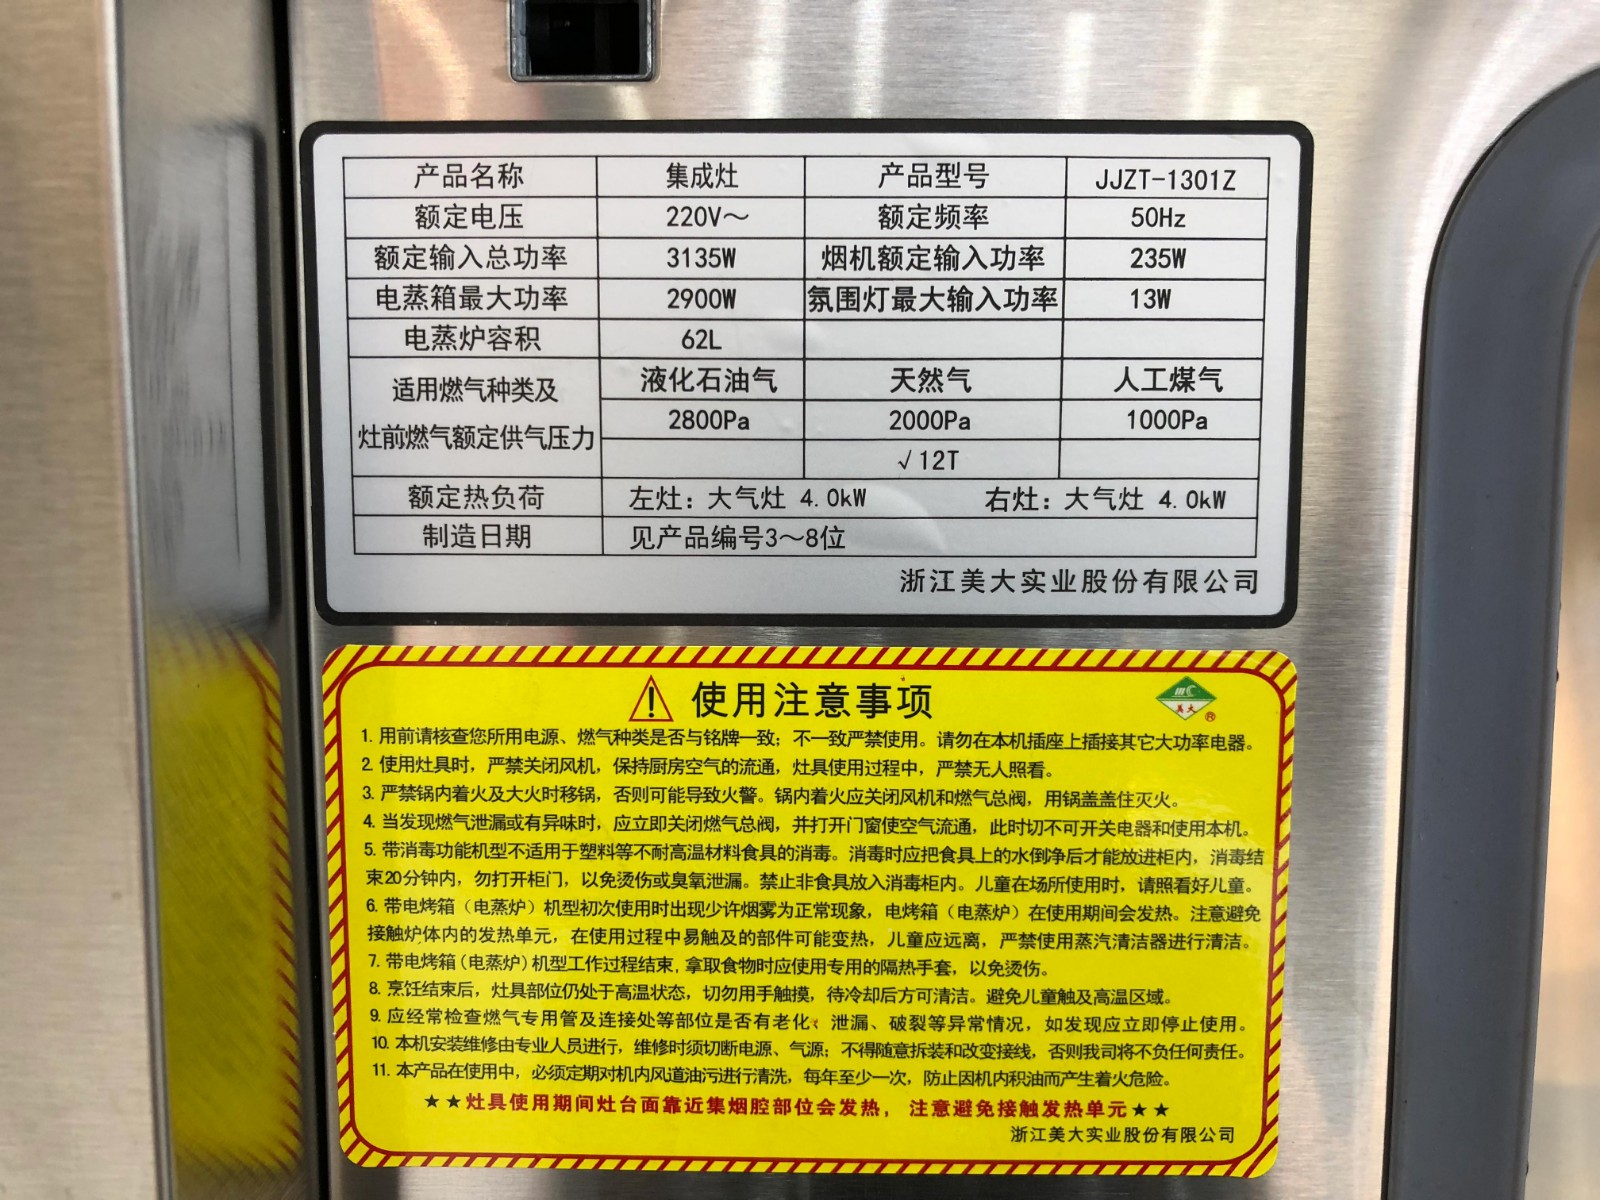 产品名称 集成灶 产品型号 JJZT-1301Z
额定电压 220V～ 额定频率 50Hz
额定输入总功率 3135W 烟机额定输入功率 235W
电蒸箱最大功率 2900W 氛围灯最大输入功率 13W
电蒸炉容积 62L
适用燃气种类及 液化石油气 天然气 人工煤气
灶前燃气额定供气压力 2800Pa 2000Pa 1000Pa
√12T
额定热负荷 左灶：大气灶 4.0kW 右灶：大气灶 4.0kW
制造日期 见产品编号3～8位
浙江美大实业股份有限公司
使用注意事项
美大®
1. 用前请核查您所用电源、燃气种类是否与铭牌一致；不一致严禁使用。请勿在本机插座上插接其它大功率电器。
2. 使用灶具时，严禁关闭风机，保持厨房空气的流通，灶具使用过程中，严禁无人照看。
3. 严禁锅内着火及大火时移锅，否则可能导致火警。锅内着火应关闭风机和燃气总阀，用锅盖盖住灭火。
4. 当发现燃气泄漏或有异味时，应立即关闭燃气总阀，并打开门窗使空气流通，此时切不可开关电器和使用本机。
5. 带消毒功能机型不适用于塑料等不耐高温材料食具的消毒。消毒时应把食具上的水倒净后才能放进柜内，消毒结
束20分钟内，勿打开柜门，以免烫伤或臭氧泄漏。禁止非食具放入消毒柜内。儿童在场所使用时，请照看好儿童。
6. 带电烤箱（电蒸炉）机型初次使用时出现少许烟雾为正常现象，电烤箱（电蒸炉）在使用期间会发热。注意避免
接触炉体内的发热单元，在使用过程中易触及的部件可能变热，儿童应远离，严禁使用蒸汽清洁器进行清洁。
7. 带电烤箱（电蒸炉）机型工作过程结束，拿取食物时应使用专用的隔热手套，以免烫伤。
8. 烹饪结束后，灶具部位仍处于高温状态，切勿用手触摸，待冷却后方可清洁。避免儿童触及高温区域。
9. 应经常检查燃气专用管及连接处等部位是否有老化、泄漏、破裂等异常情况，如发现应立即停止使用。
10. 本机安装维修由专业人员进行，维修时须切断电源、气源；不得随意拆装和改变接线，否则我司将不负任何责任。
11. 本产品在使用中，必须定期对机内风道油污进行清洗，每年至少一次，防止因机内积油而产生着火危险。
★★灶具使用期间灶台面靠近集烟腔部位会发热，注意避免接触发热单元★★
浙江美大实业股份有限公司